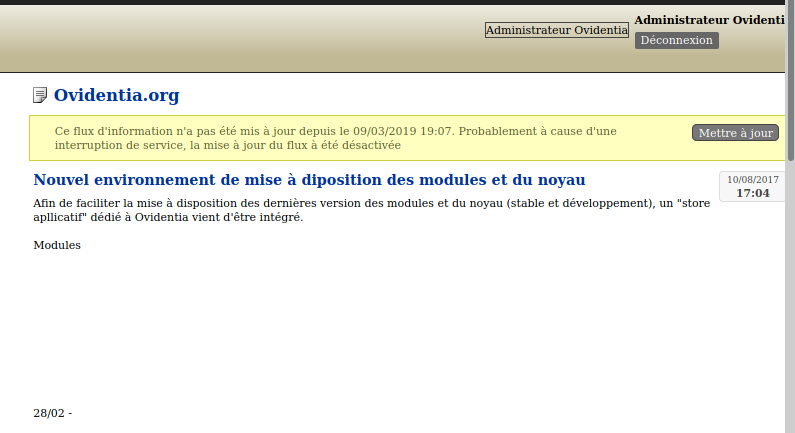 Administrateur Ovidenti
Administrateur Ovidentia
Déconnexion
Ovidentia.org
Ce flux d'information n'a pas été mis à jour depuis le 09/03/2019 19:07. Probablement à cause d'une
interruption de service, la mise à jour du flux à été désactivée
Mettre à jour
Nouvel environnement de mise à diposition des modules et du noyau
10/08/2017
17:04
Afin de faciliter la mise à disposition des dernières version des modules et du noyau (stable et développement), un "store
apllicatif" dédié à Ovidentia vient d'être intégré.
Modules
28/02 -